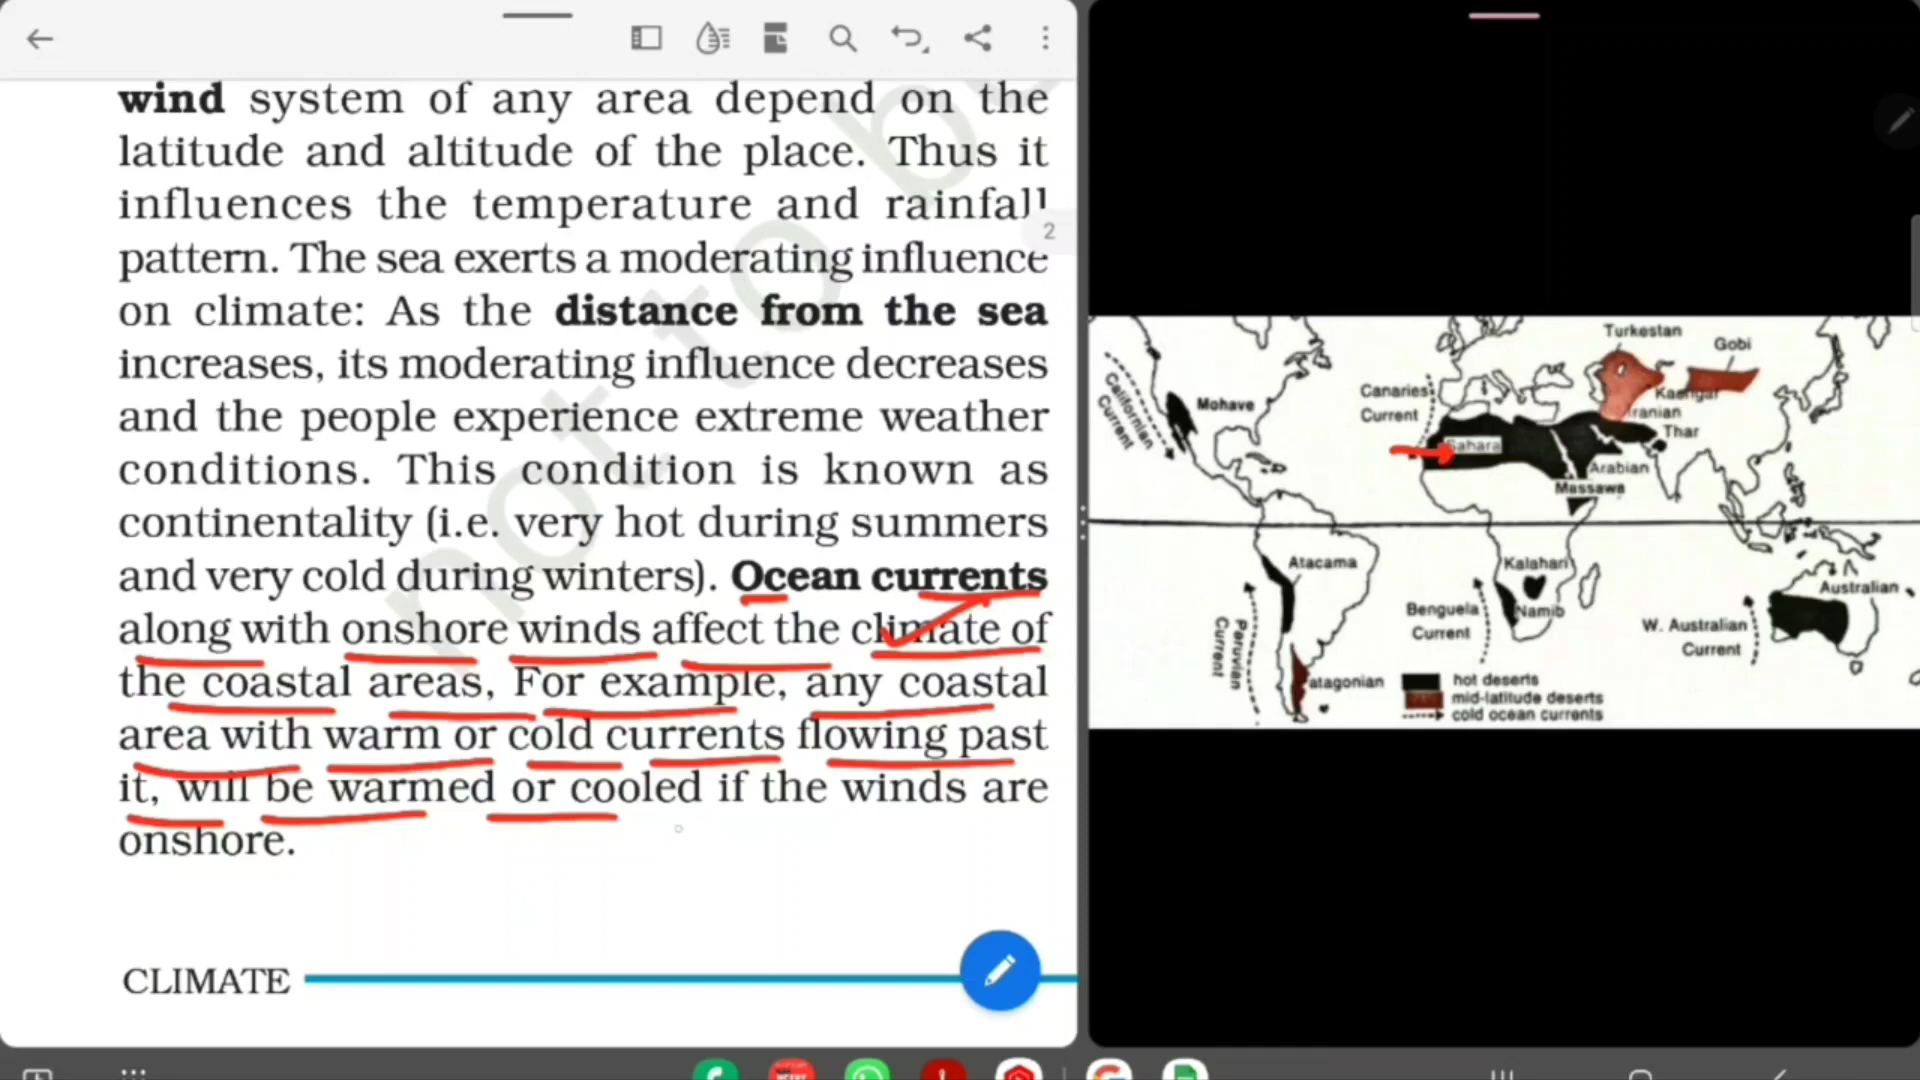 wind system of any area depend on the
latitude and altitude of the place. Thus it
influences the temperature and rainfall
pattern. The sea exerts a moderating influence
on climate: As the distance from the sea
increases, its moderating influence decreases
and the people experience extreme weather
conditions. This condition is known as
continentality (i.e. very hot during summers
and very cold during winters). Ocean currents
along with onshore winds affect the climate of
the coastal areas, For example, any coastal
area with warm or cold currents flowing past
it, will be warmed or cooled if the winds are
onshore.
CLIMATE
2
not to b
Turkestan
Gobi
Californian
Current
Mohave
Canaries
Current
Iranian
Thar
Sahara
Arabian
Massawa
Atacama
Kalahari
Australian
Benguela
Current
Namib
W. Australian
Current
Peruvian
Current
atagonian
hot deserts
mid-latitude deserts
cold ocean currents